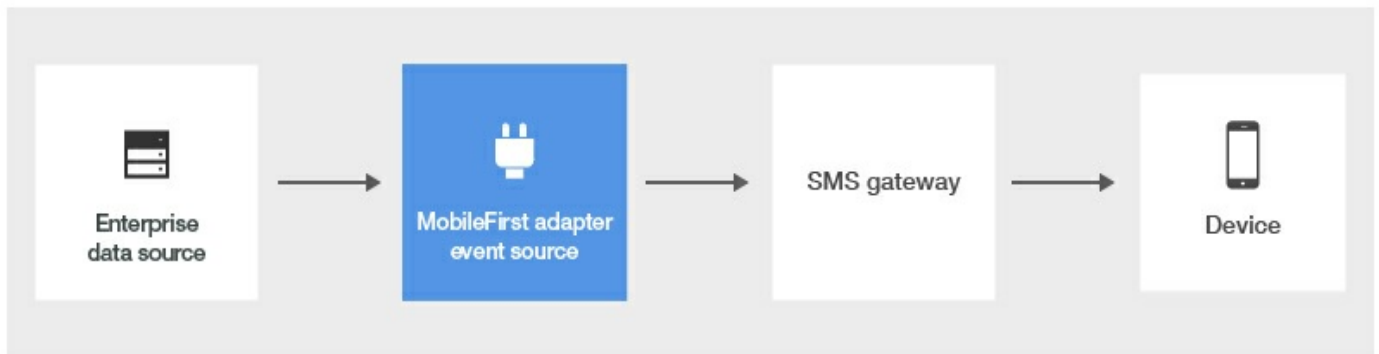 Enterprise
data source
MobileFirst adapter
event source
SMS gateway
Device